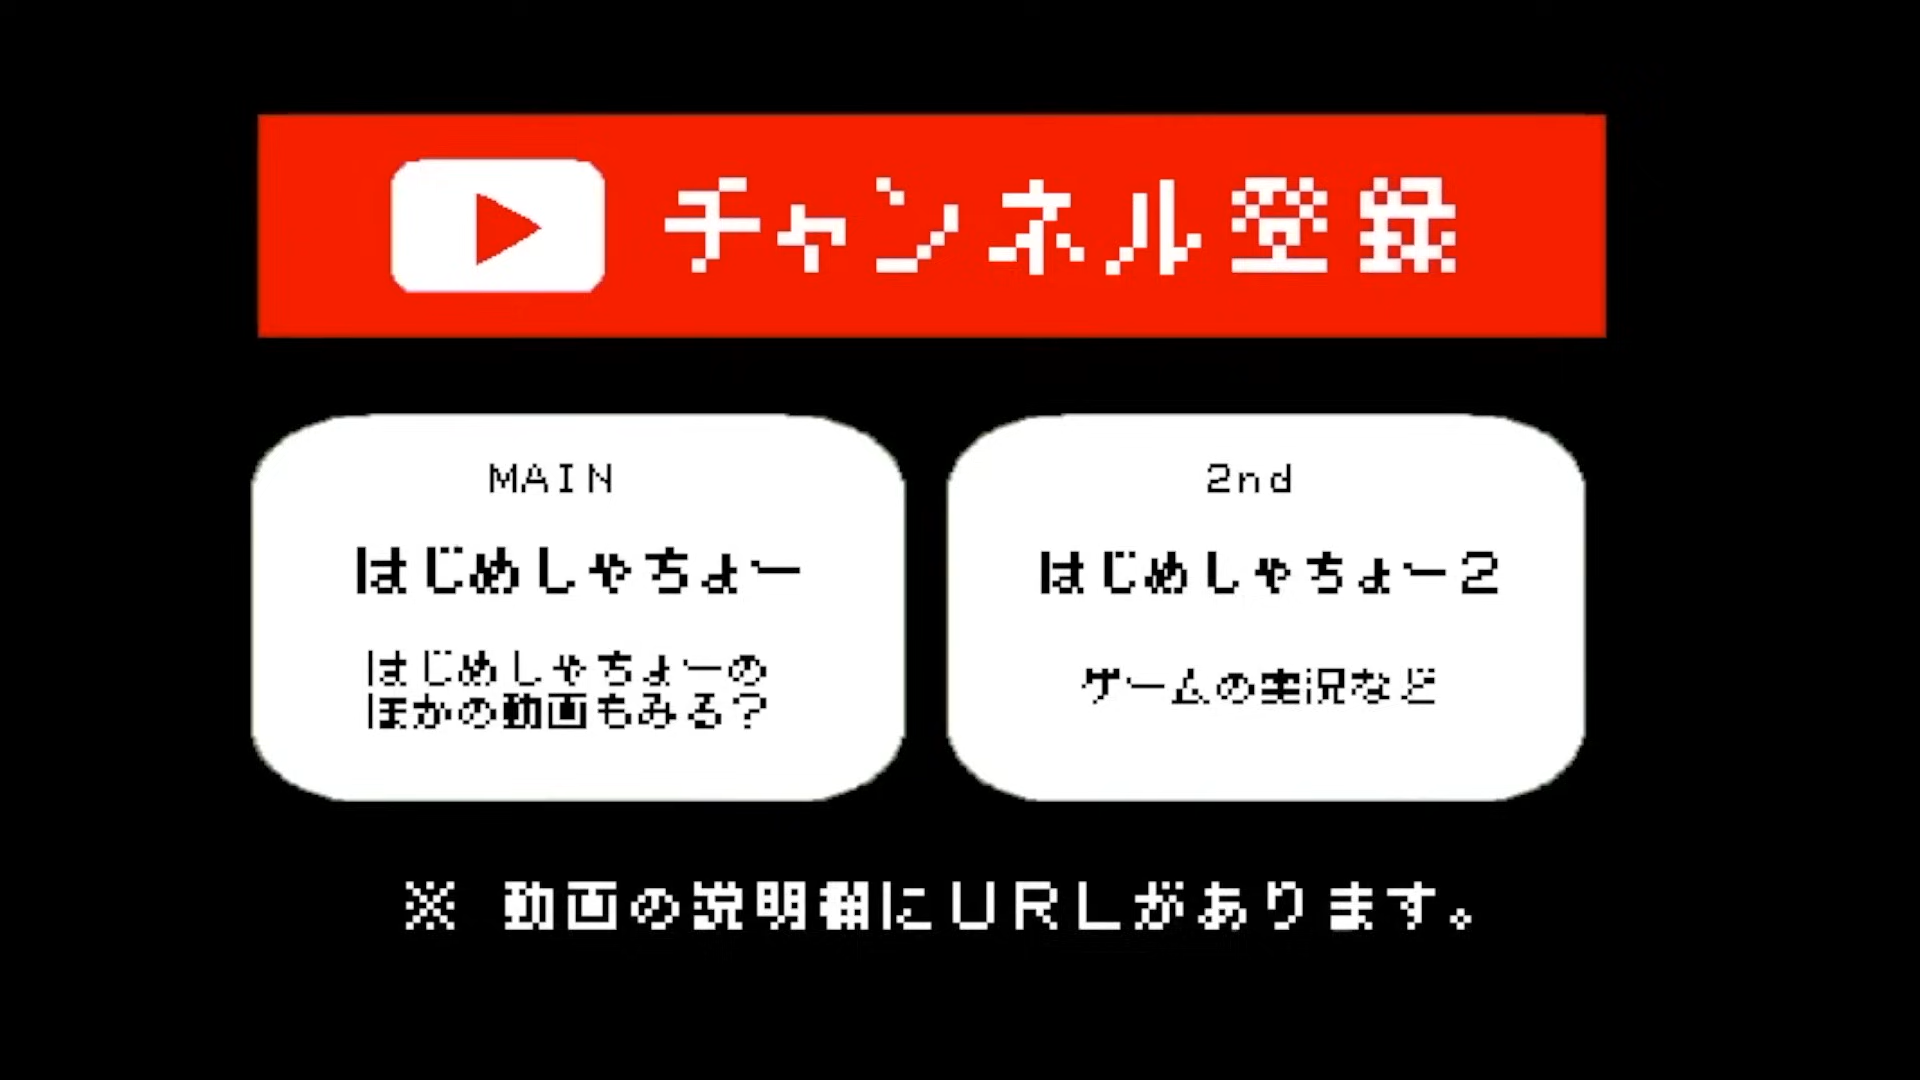 チャンネル登録
MAIN
はじめしゃちょー
はじめしゃちょーの
ほかの動画もみる？
2nd
はじめしゃちょー2
ゲームの実況など
※ 動画の説明欄にURLがあります。